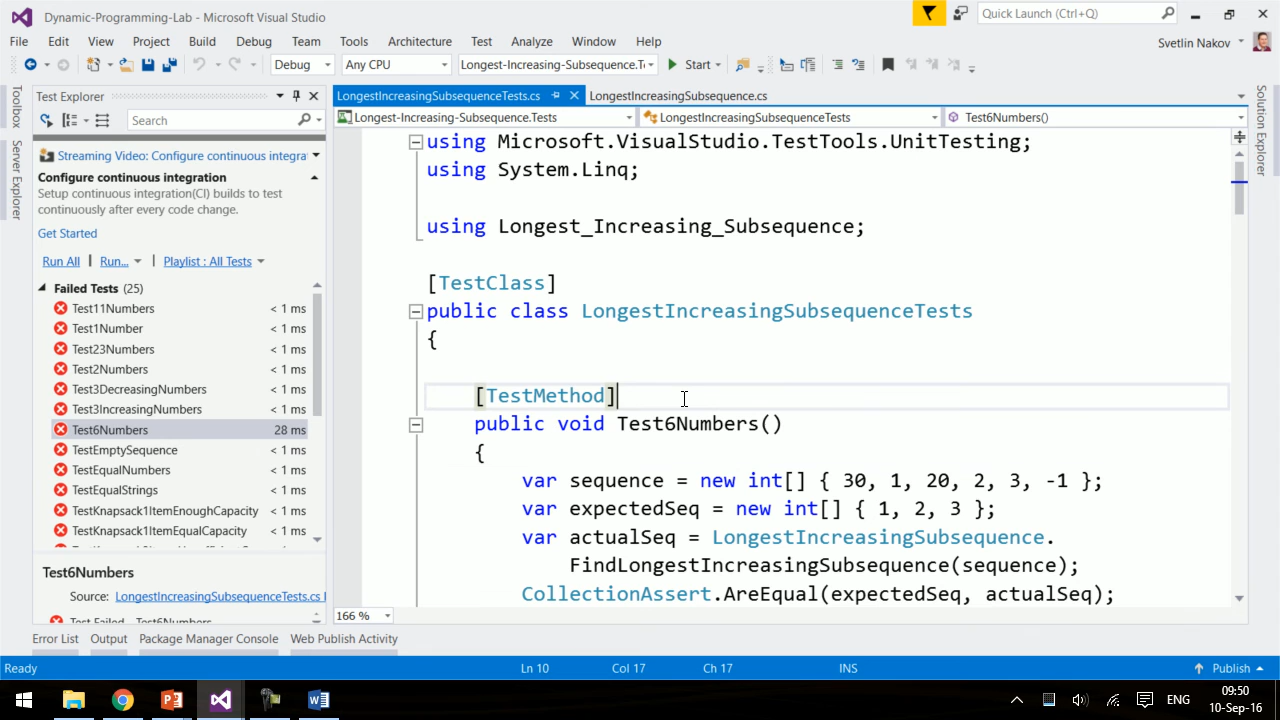 Dynamic-Programming-Lab - Microsoft Visual Studio
Quick Launch (Ctrl+Q)
File Edit View Project Build Debug Team Tools Architecture Test Analyze Window Help
Svetlin Nakov
Debug Any CPU Longest-Increasing-Subsequence.Te Start
Toolbox
Server Explorer
Test Explorer
Search
Streaming Video: Configure continuous integra
Configure continuous integration
Setup continuous integration(CI) builds to test
continuously after every code change.
Get Started
Run All | Run... | Playlist : All Tests
Failed Tests (25)
Test11Numbers < 1 ms
Test1Number < 1 ms
Test23Numbers < 1 ms
Test2Numbers < 1 ms
Test3DecreasingNumbers < 1 ms
Test3IncreasingNumbers < 1 ms
Test6Numbers 28 ms
TestEmptySequence < 1 ms
TestEqualNumbers < 1 ms
TestEqualStrings < 1 ms
TestKnapsack1ItemEnoughCapacity < 1 ms
TestKnapsack1ItemEqualCapacity < 1 ms
Test6Numbers
Source: LongestIncreasingSubsequenceTests.cs
Test Failed - Test6Numbers
LongestIncreasingSubsequenceTests.cs LongestIncreasingSubsequence.cs
Longest-Increasing-Subsequence.Tests LongestIncreasingSubsequenceTests Test6Numbers()
using Microsoft.VisualStudio.TestTools.UnitTesting;
using System.Linq;
using Longest_Increasing_Subsequence;
[TestClass]
public class LongestIncreasingSubsequenceTests
{
[TestMethod]
public void Test6Numbers()
{
var sequence = new int[] { 30, 1, 20, 2, 3, -1 };
var expectedSeq = new int[] { 1, 2, 3 };
var actualSeq = LongestIncreasingSubsequence.
FindLongestIncreasingSubsequence(sequence);
CollectionAssert.AreEqual(expectedSeq, actualSeq);
166 %
Solution Explorer
Error List Output Package Manager Console Web Publish Activity
Ready Ln 10 Col 17 Ch 17 INS Publish
ENG
09:50
10-Sep-16